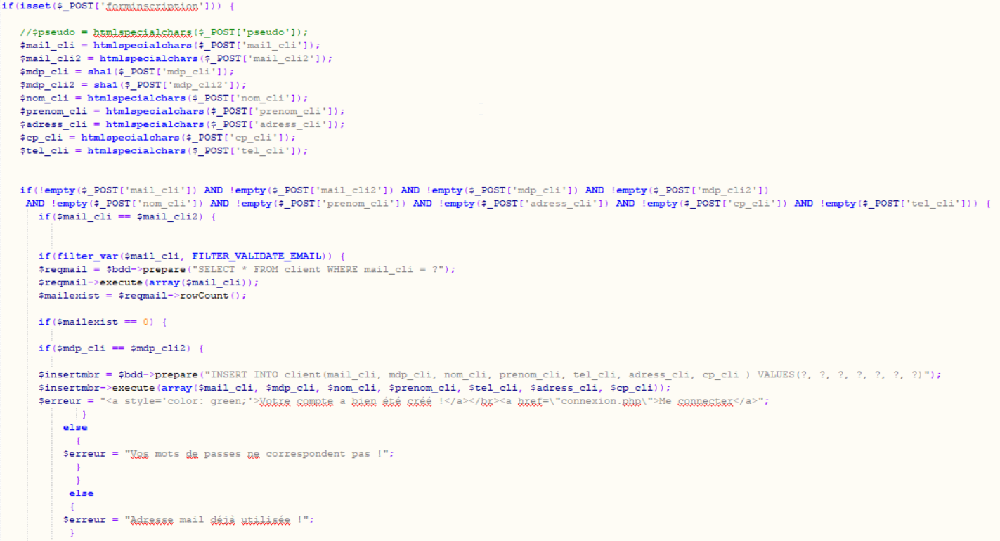 if(isset($_POST['forminscription'])) {
//$pseudo = htmlspecialchars($_POST['pseudo']);
$mail_cli = htmlspecialchars($_POST['mail_cli']);
$mail_cli2 = htmlspecialchars($_POST['mail_cli2']);
$mdp_cli = sha1($_POST['mdp_cli']);
$mdp_cli2 = sha1($_POST['mdp_cli2']);
$nom_cli = htmlspecialchars($_POST['nom_cli']);
$prenom_cli = htmlspecialchars($_POST['prenom_cli']);
$adress_cli = htmlspecialchars($_POST['adress_cli']);
$cp_cli = htmlspecialchars($_POST['cp_cli']);
$tel_cli = htmlspecialchars($_POST['tel_cli']);
if(!empty($_POST['mail_cli']) AND !empty($_POST['mail_cli2']) AND !empty($_POST['mdp_cli']) AND !empty($_POST['mdp_cli2'])
AND !empty($_POST['nom_cli']) AND !empty($_POST['prenom_cli']) AND !empty($_POST['adress_cli']) AND !empty($_POST['cp_cli']) AND !empty($_POST['tel_cli'])) {
if($mail_cli == $mail_cli2) {
if(filter_var($mail_cli, FILTER_VALIDATE_EMAIL)) {
$reqmail = $bdd->prepare("SELECT * FROM client WHERE mail_cli = ?");
$reqmail->execute(array($mail_cli));
$mailexist = $reqmail->rowCount();
if($mailexist == 0) {
if($mdp_cli == $mdp_cli2) {
$insertmbr = $bdd->prepare("INSERT INTO client(mail_cli, mdp_cli, nom_cli, prenom_cli, tel_cli, adress_cli, cp_cli ) VALUES(?, ?, ?, ?, ?, ?, ?)");
$insertmbr->execute(array($mail_cli, $mdp_cli, $nom_cli, $prenom_cli, $tel_cli, $adress_cli, $cp_cli));
$erreur = "<a style='color: green;'>Votre compte a bien été créé !</a></br><a href=\"connexion.php\">Me connecter</a>";
}
else
{
$erreur = "Vos mots de passes ne correspondent pas !";
}
}
else
{
$erreur = "Adresse mail déjà utilisée !";
}